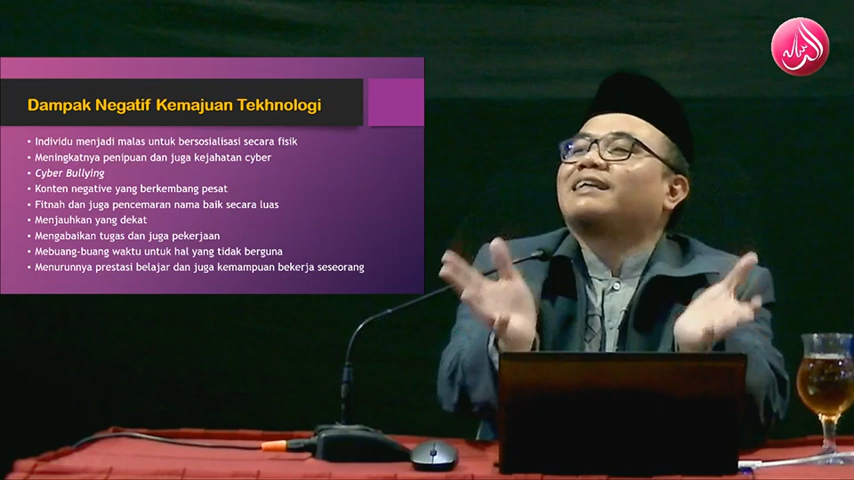 Dampak Negatif Kemajuan Tekhnologi
• Individu menjadi malas untuk bersosialisasi secara fisik
• Meningkatnya penipuan dan juga kejahatan cyber
• Cyber Bullying
• Konten negative yang berkembang pesat
• Fitnah dan juga pencemaran nama baik secara luas
• Menjauhkan yang dekat
• Mengabaikan tugas dan juga pekerjaan
• Mebuang-buang waktu untuk hal yang tidak berguna
• Menurunnya prestasi belajar dan juga kemampuan bekerja seseorang